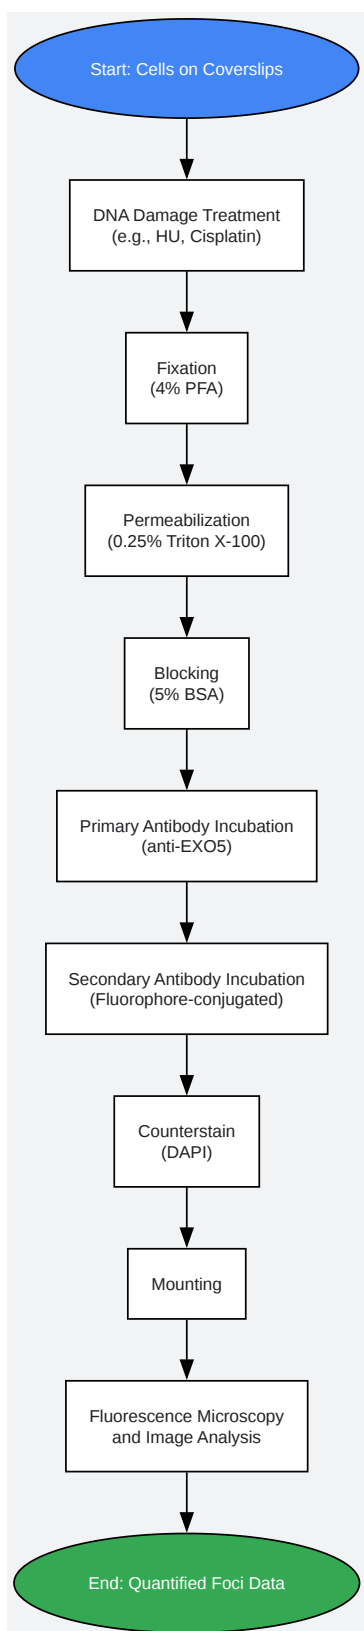 Start: Cells on Coverslips
DNA Damage Treatment
(e.g., HU, Cisplatin)
Fixation
(4% PFA)
Permeabilization
(0.25% Triton X-100)
Blocking
(5% BSA)
Primary Antibody Incubation
(anti-EXO5)
Secondary Antibody Incubation
(Fluorophore-conjugated)
Counterstain
(DAPI)
Mounting
Fluorescence Microscopy
and Image Analysis
End: Quantified Foci Data